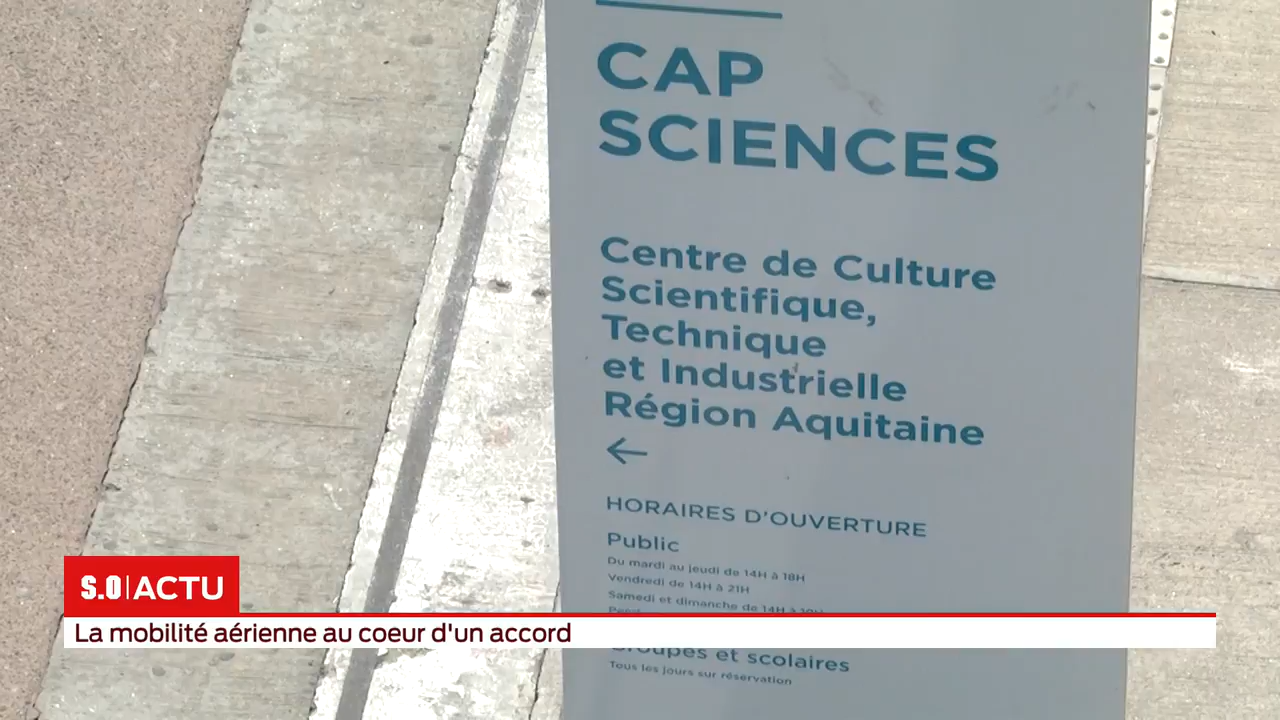 CAP
SCIENCES
Centre de Culture
Scientifique,
Technique
et Industrielle
Région Aquitaine
←
HORAIRES D'OUVERTURE
Public
Du mardi au jeudi de 14H à 18H
Vendredi de 14H à 21H
Samedi et dimanche de 14H à
S.O|ACTU
La mobilité aérienne au coeur d'un accord
Groupes et scolaires
Tous les jours sur réservation